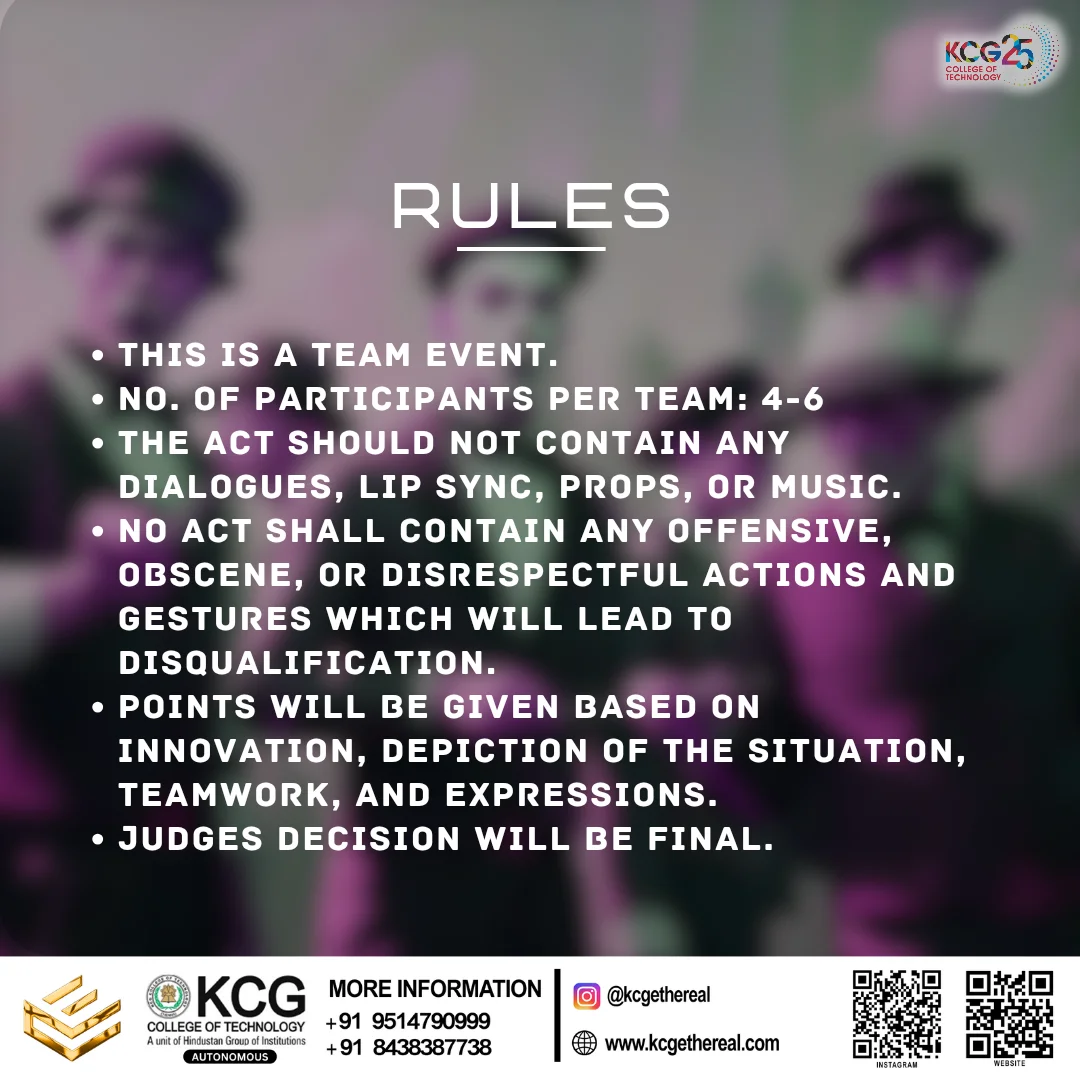 KCG25
COLLEGE OF
TECHNOLOGY
RULES
• THIS IS A TEAM EVENT.
• NO. OF PARTICIPANTS PER TEAM: 4-6
• THE ACT SHOULD NOT CONTAIN ANY
DIALOGUES, LIP SYNC, PROPS, OR MUSIC.
• NO ACT SHALL CONTAIN ANY OFFENSIVE,
OBSCENE, OR DISRESPECTFUL ACTIONS AND
GESTURES WHICH WILL LEAD TO
DISQUALIFICATION.
• POINTS WILL BE GIVEN BASED ON
INNOVATION, DEPICTION OF THE SITUATION,
TEAMWORK, AND EXPRESSIONS.
• JUDGES DECISION WILL BE FINAL.
KCG
COLLEGE OF TECHNOLOGY
A unit of Hindustan Group of Institutions
AUTONOMOUS
MORE INFORMATION
+91 9514790999
+91 8438387738
@kcgethereal
www.kcgethereal.com
INSTAGRAM
WEBSITE